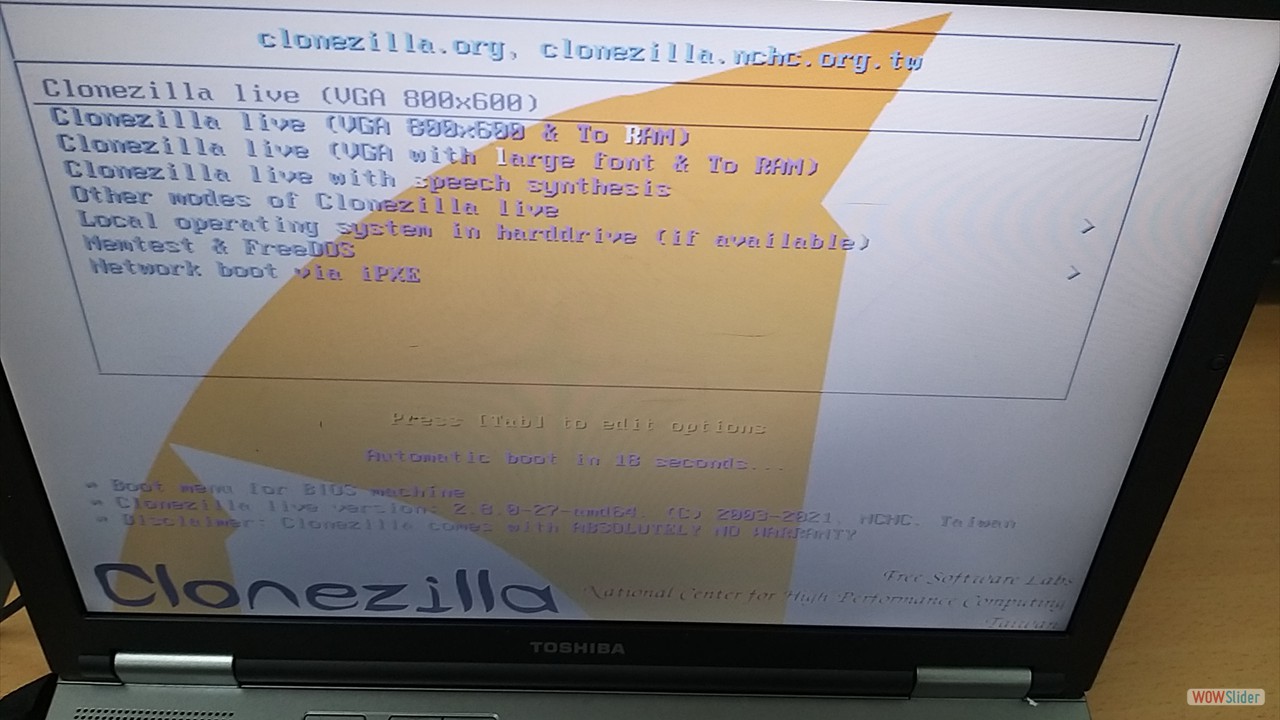 clonezilla.org, clonezilla.nchc.org.tw
Clonezilla live (VGA 800x600)
Clonezilla live (VGA 800x600 & To RAM)
Clonezilla live (VGA with large font & To RAM)
Clonezilla live with speech synthesis
Other modes of Clonezilla live >
Local operating system in harddrive (if available)
Memtest & FreeDOS >
Network boot via iPXE
Press [Tab] to edit options
Automatic boot in 18 seconds...
* Boot menu for BIOS machine
* Clonezilla live version: 2.8.0-27-amd64. (C) 2003-2021, NCHC, Taiwan
* Disclaimer: Clonezilla comes with ABSOLUTELY NO WARRANTY
Clonezilla
Free Software Labs
National Center for High-Performance Computing
Taiwan
TOSHIBA
WOWSlider